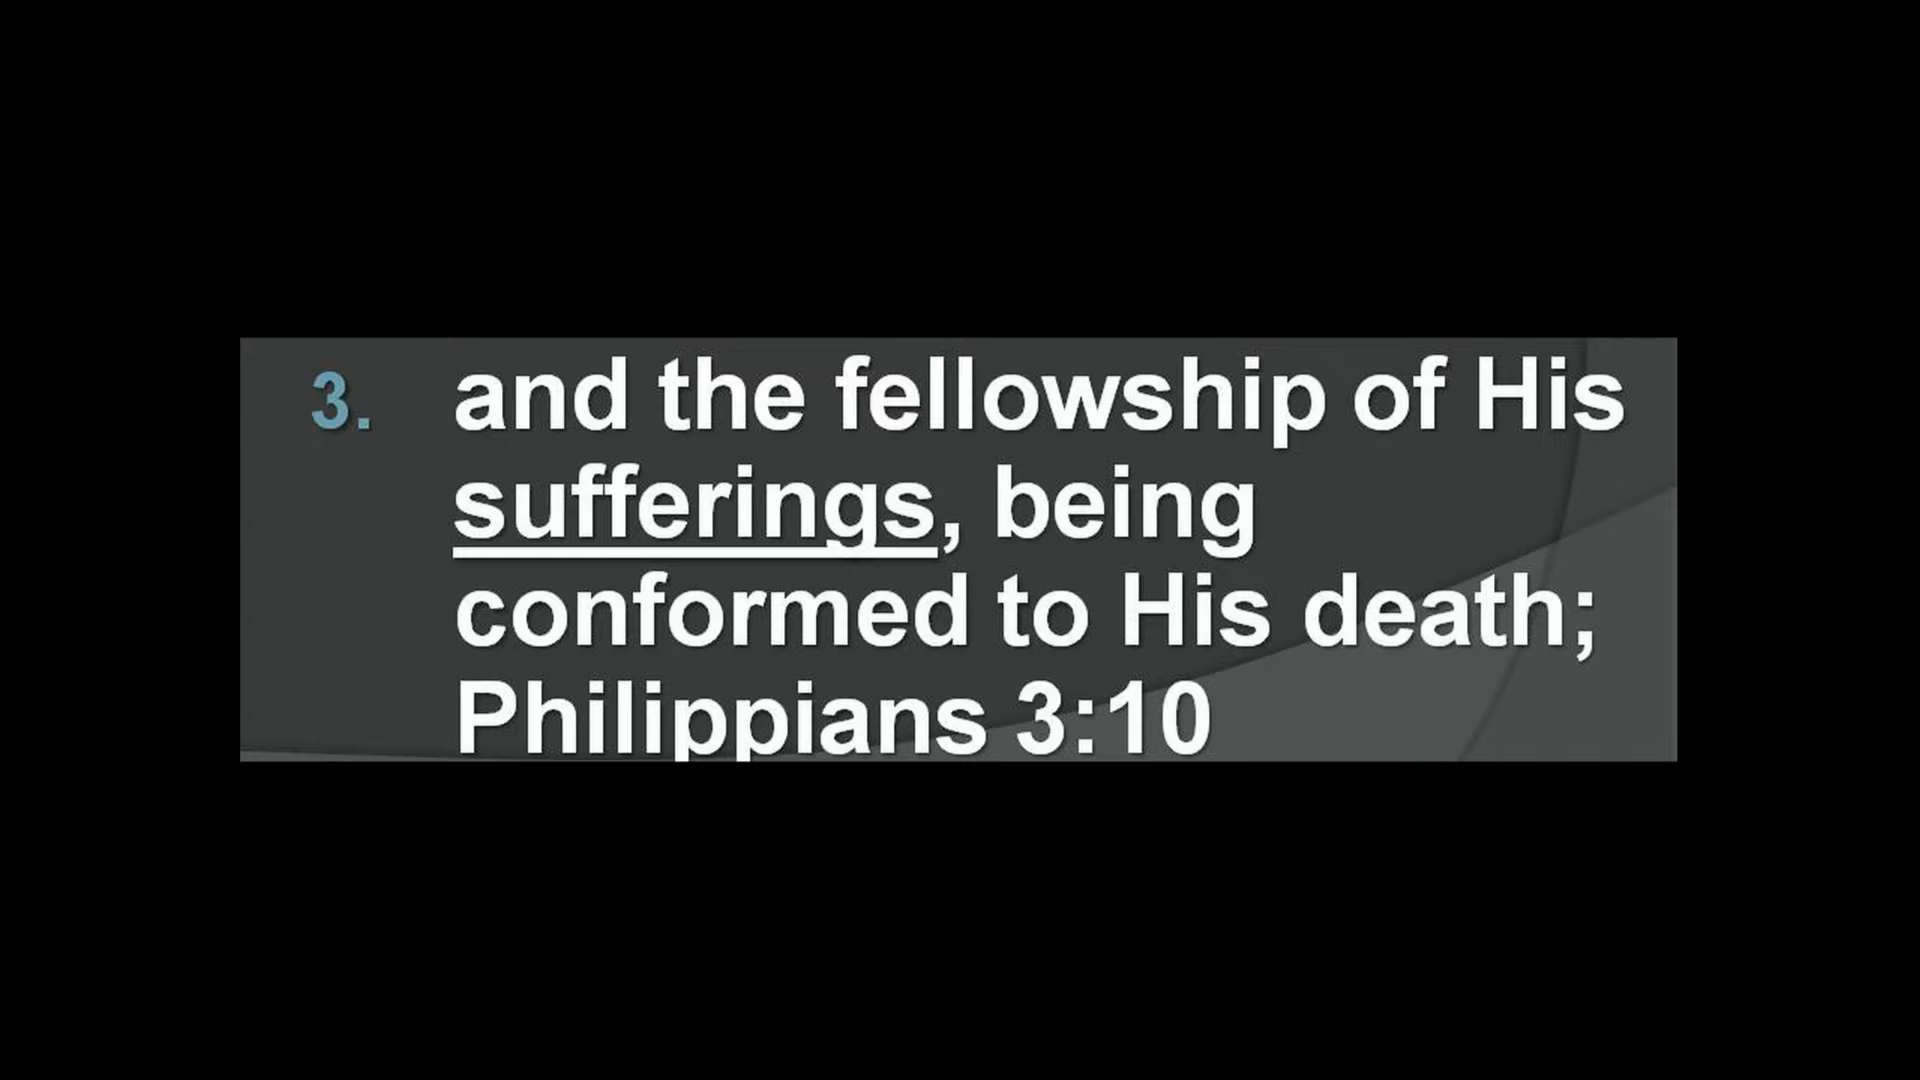 3. and the fellowship of His
sufferings, being
conformed to His death;
Philippians 3:10